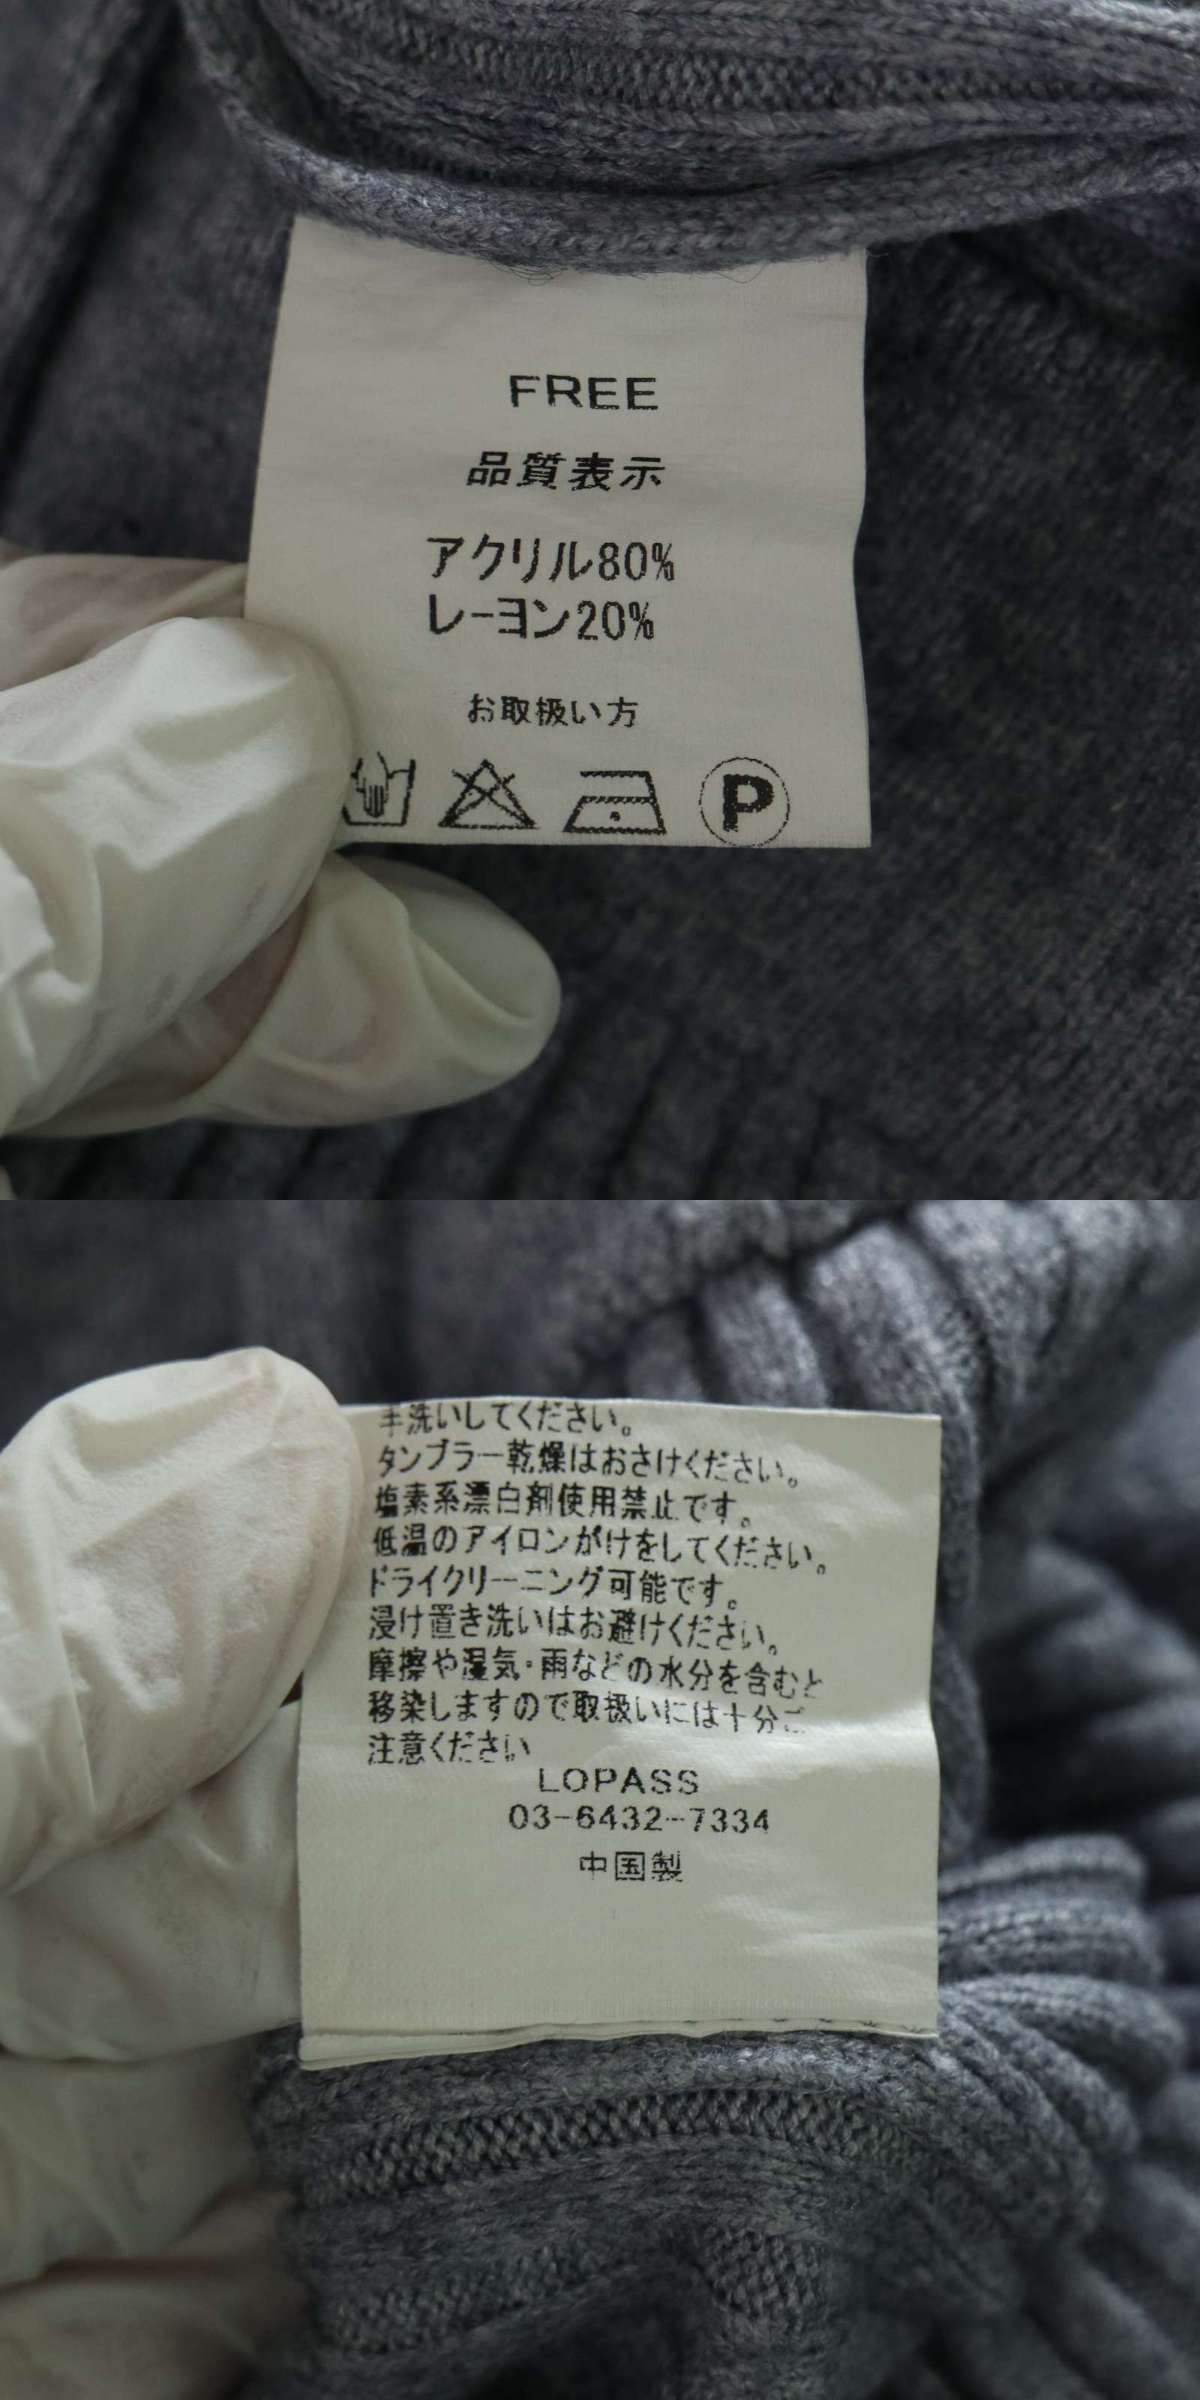 FREE
品質表示
アクリル80%
レーヨン20%
お取扱い方
P
手洗いしてください。
タンブラー乾燥はおさけください。
塩素系漂白剤使用禁止です。
低温のアイロンがけをしてください。
ドライクリーニング可能です。
浸け置き洗いはお避けください。
摩擦や湿気・雨などの水分を含むと
移染しますので取扱いには十分ご
注意ください
LOPASS
03-6432-7334
中国製